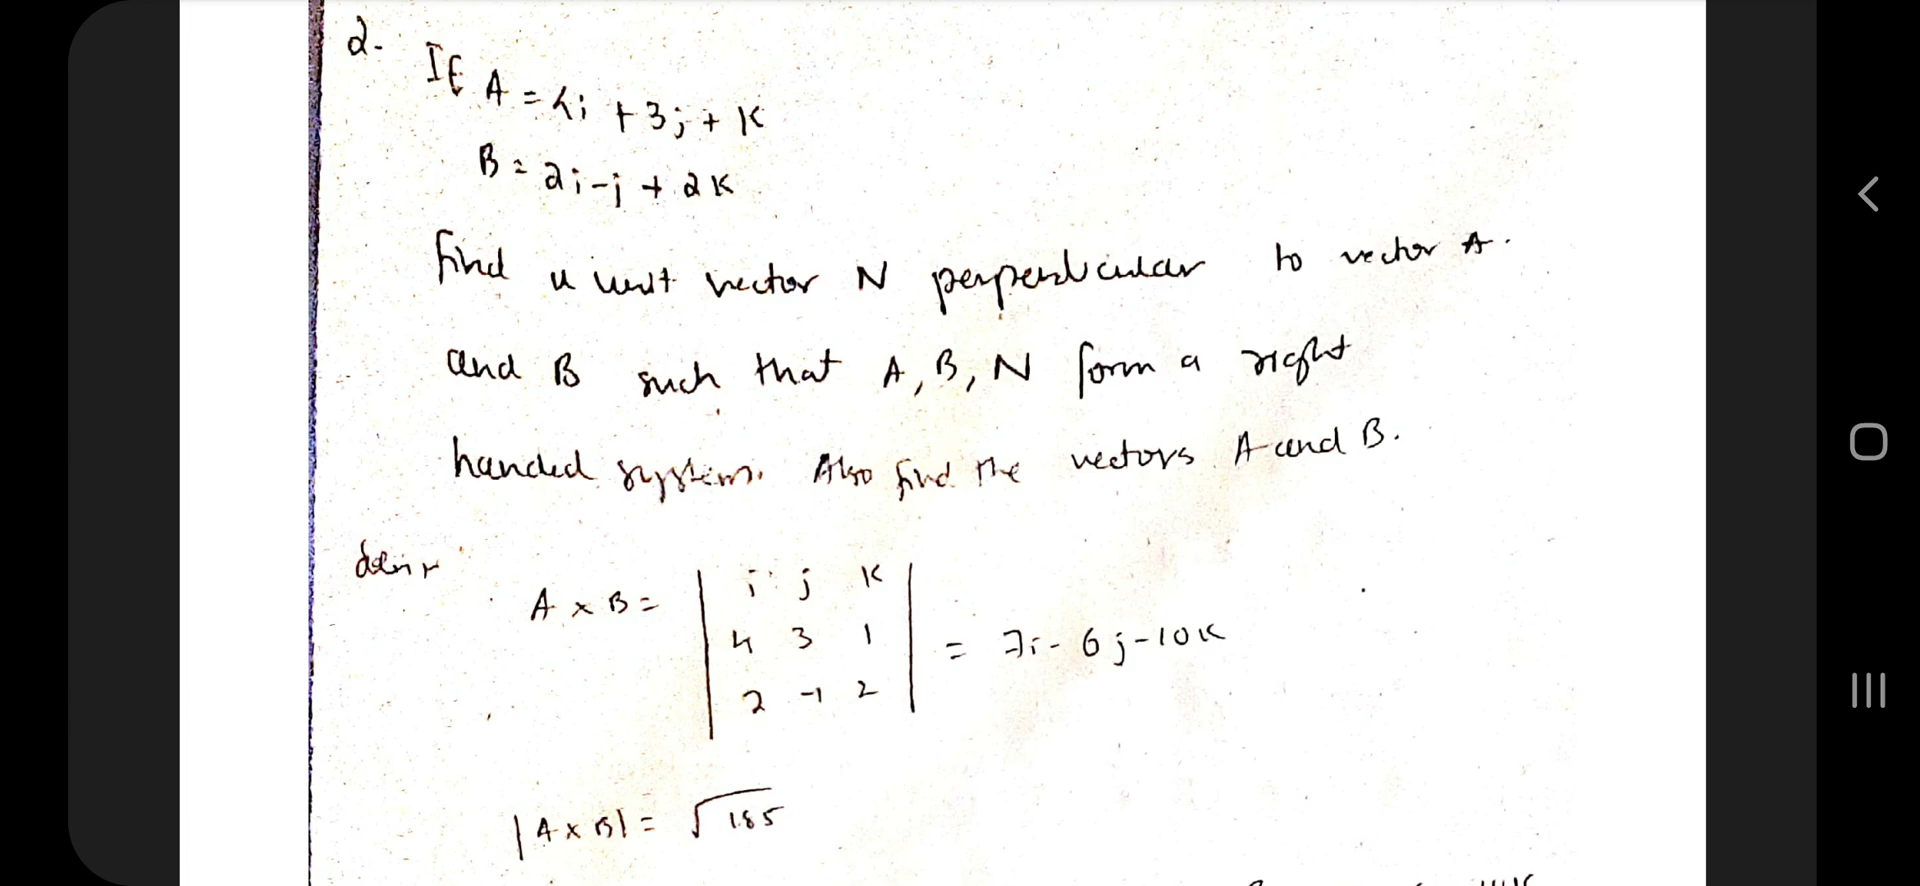 2.
If A = 4i + 3j + K
B = 2i - j + 2K
find a unit vector N perpendicular to vector A.
and B such that A, B, N form a right
handed system. Also find the vectors A and B.
A x B = | i j K | = 7i - 6j - 10K
4 3 1
2 -1 2
|A x B| = √185